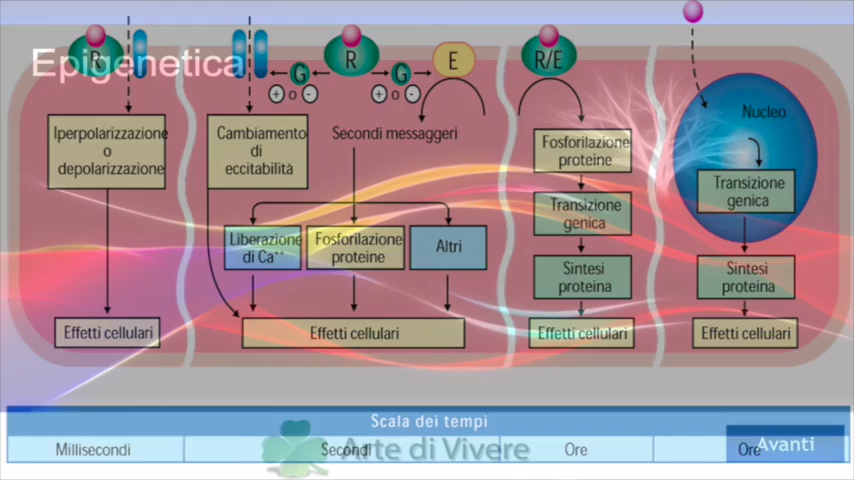 Epigenetica
R
R
E
R/E
G
G
+ o -
+ o -
Nucleo
Iperpolarizzazione
o
depolarizzazione
Cambiamento
di
eccitabilità
Secondi messaggeri
Fosforilazione
proteine
Transizione
genica
Transizione
genica
Liberazione
di Ca++
Fosforilazione
proteine
Altri
Sintesi
proteina
Sintesi
proteina
Effetti cellulari
Effetti cellulari
Effetti cellulari
Effetti cellulari
Scala dei tempi
Millisecondi
Secondi
Ore
Ore
Arte di Vivere
Avanti